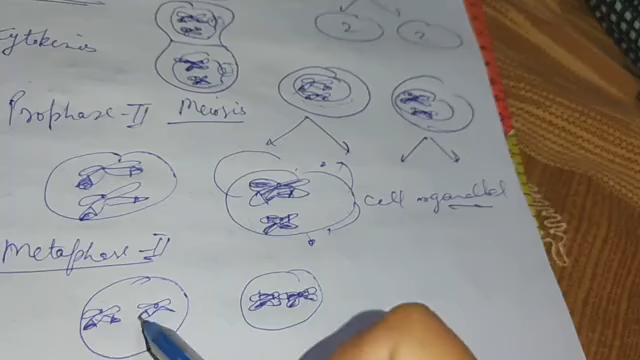 Cytokinesis
2 2
Prophase-II Meiosis
Cell organelles
Metaphase-II